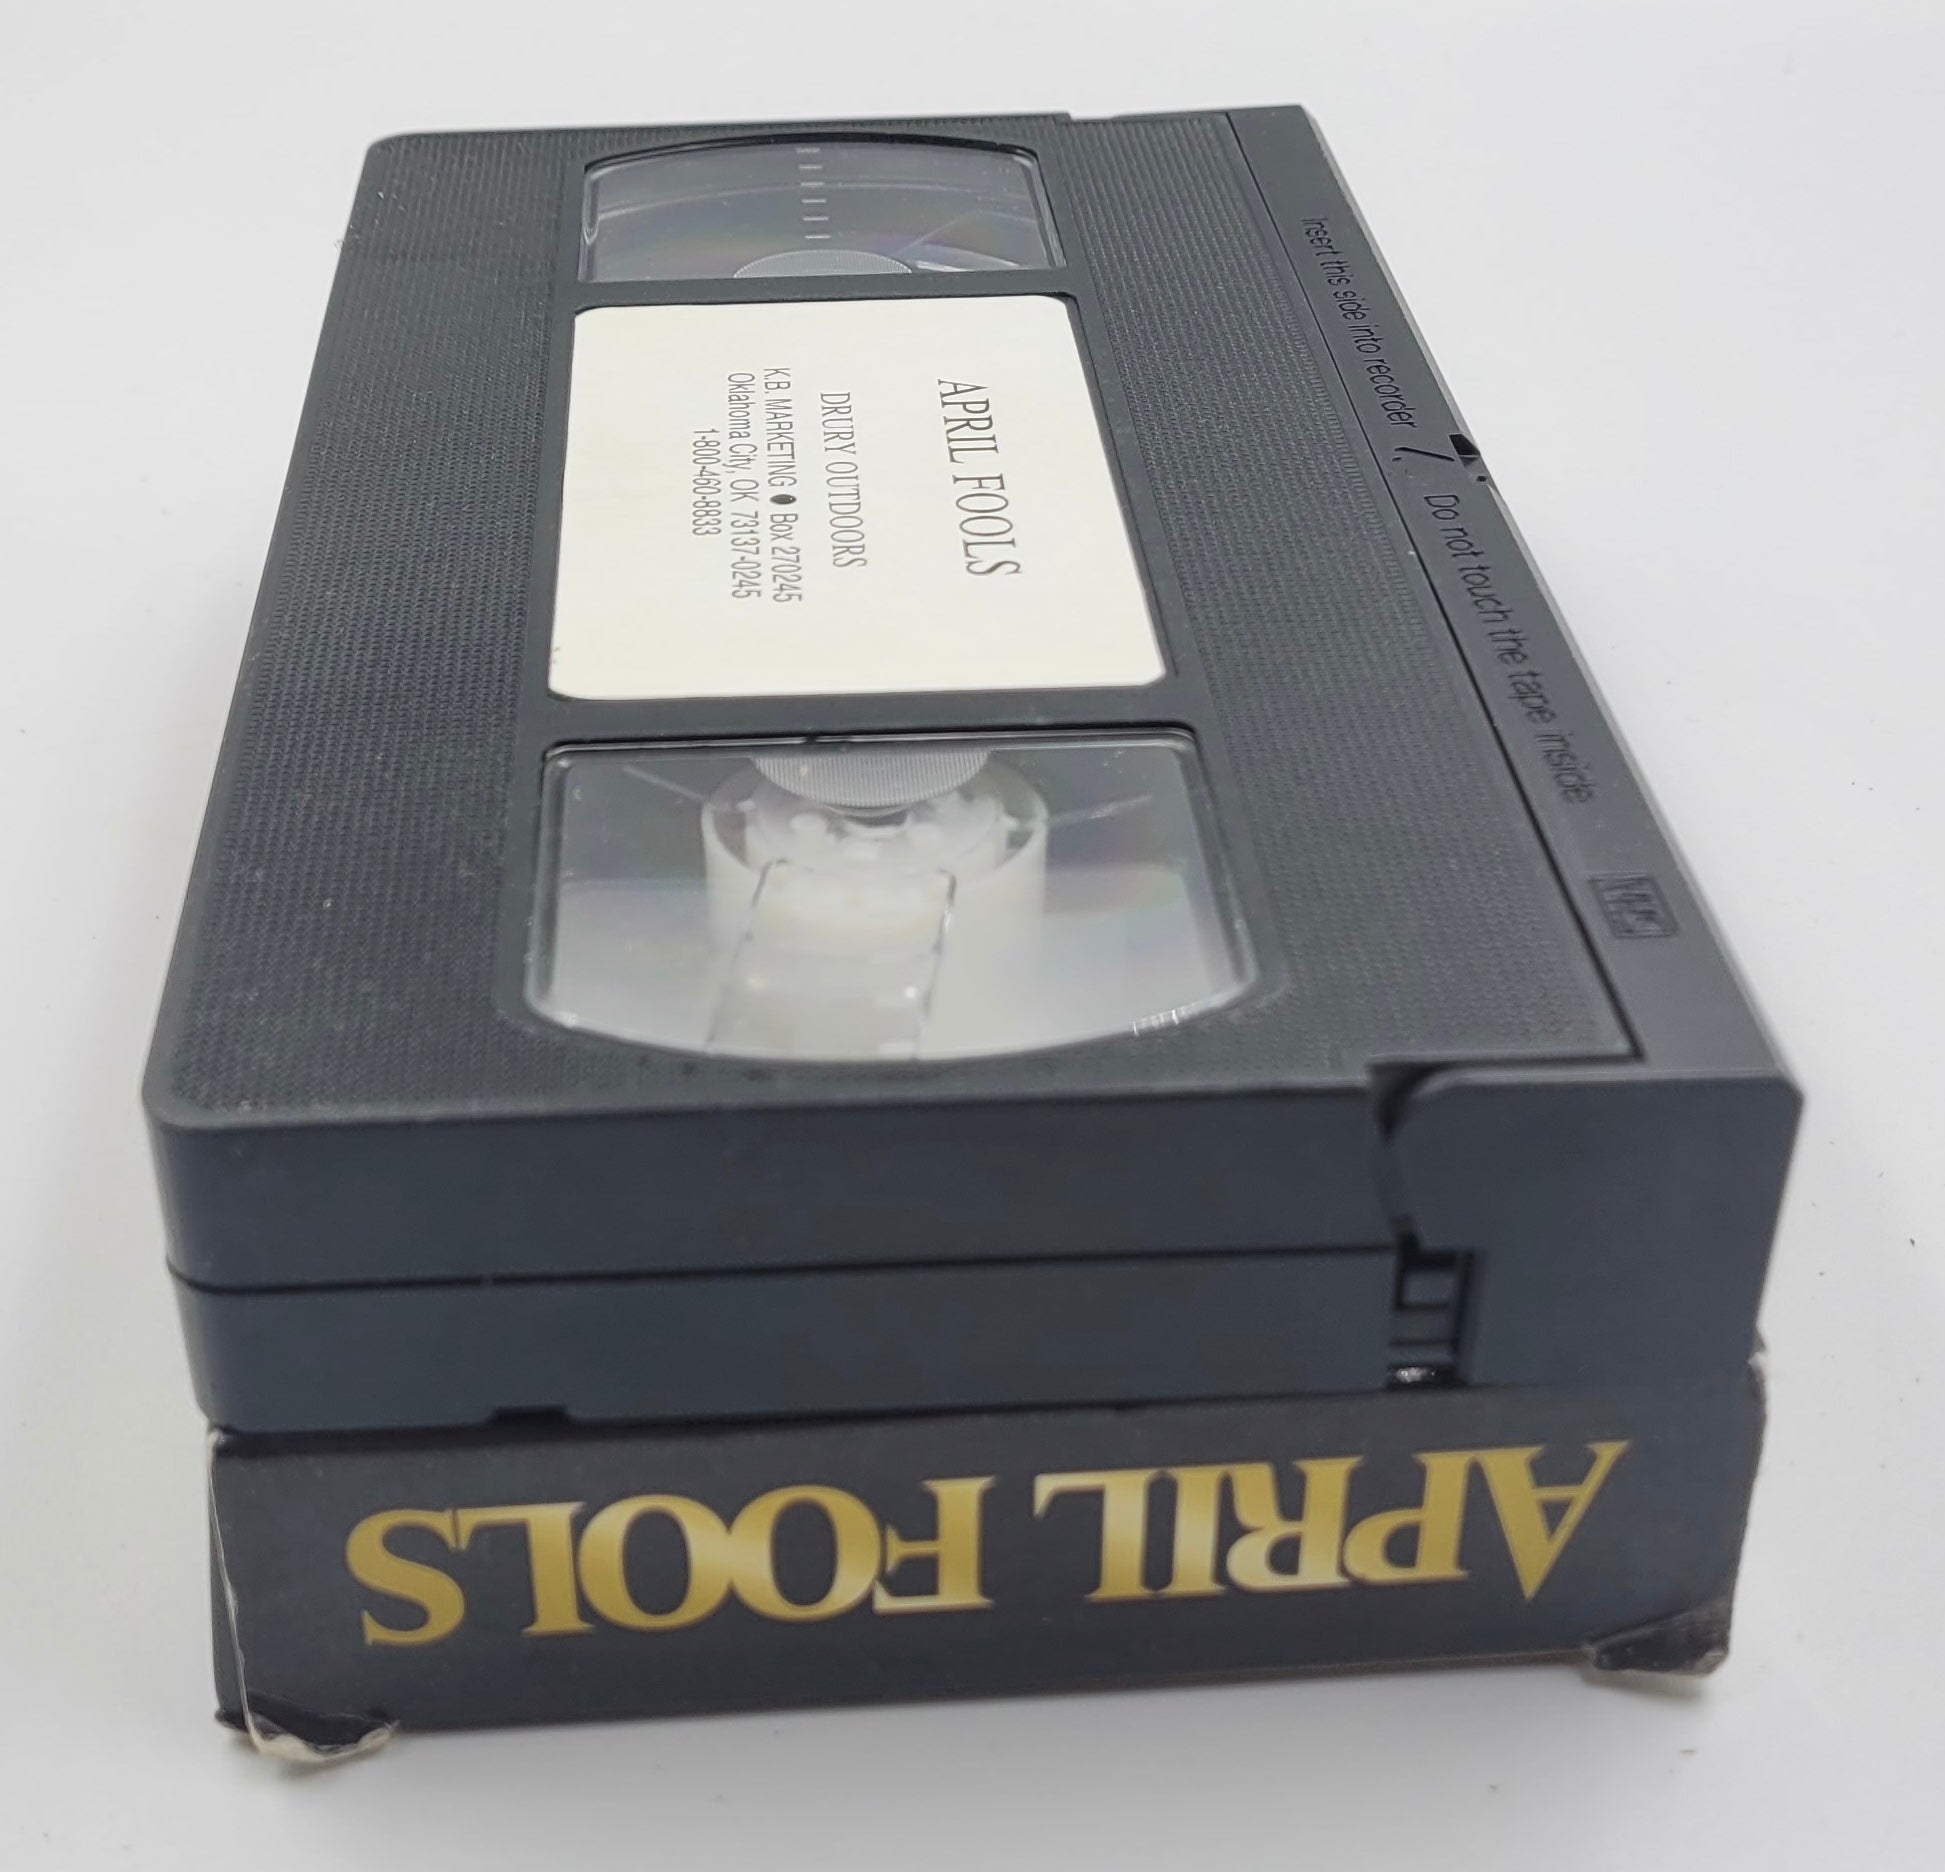 APRIL FOOLS
DRURY OUTDOORS
K.B. MARKETING ● Box 270245
Oklahoma City, OK 73137-0245
1-800-460-8833
Insert this side into recorder
Do not touch the tape inside
VHS
APRIL FOOLS